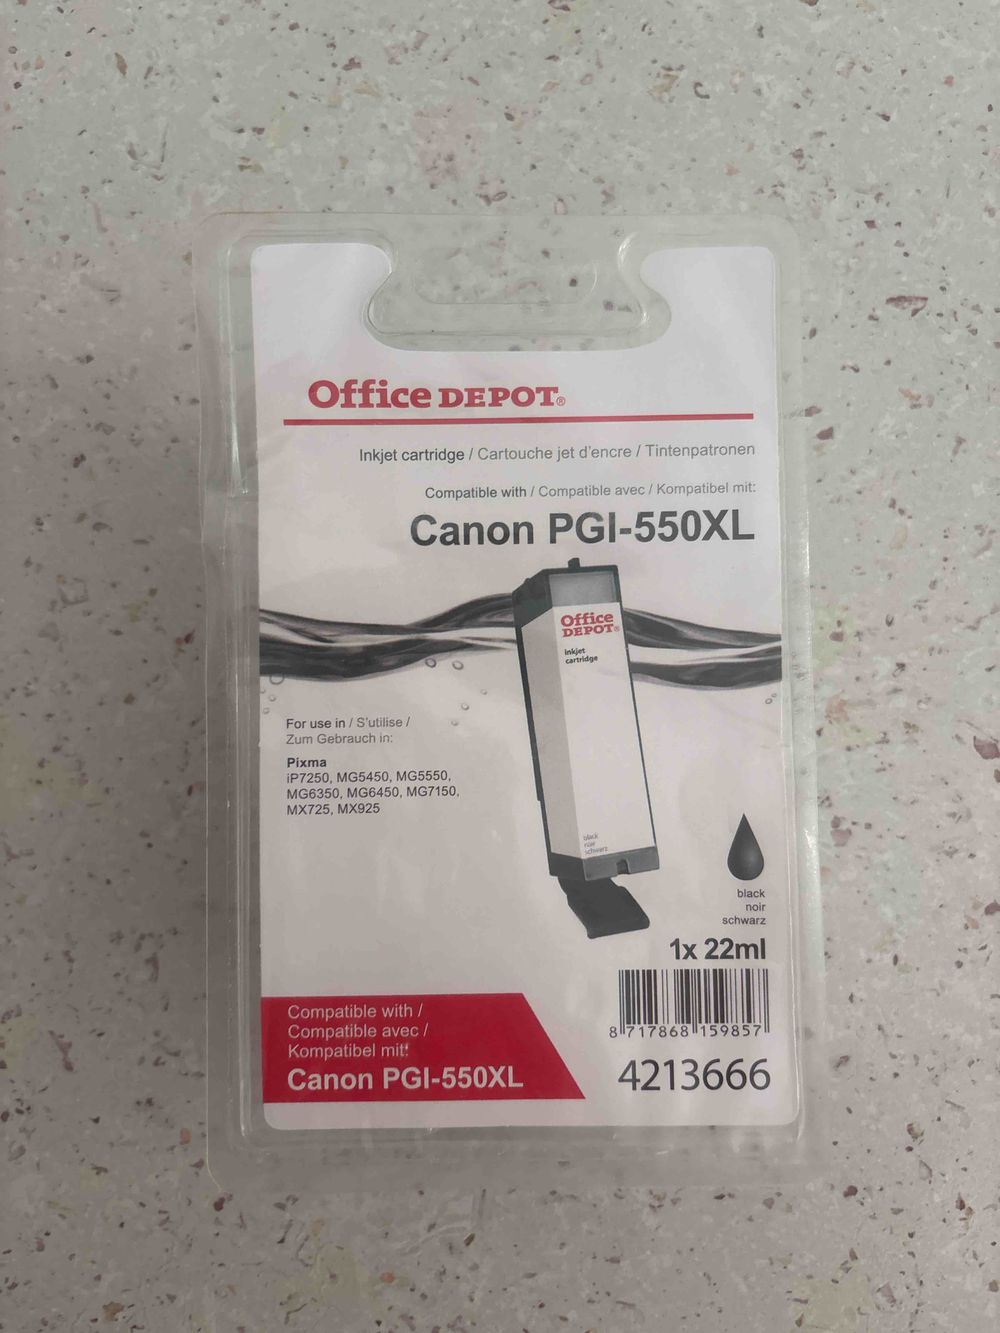 Office DEPOT®
Inkjet cartridge / Cartouche jet d'encre / Tintenpatronen
Compatible with / Compatible avec / Kompatibel mit:
Canon PGI-550XL
Office
DEPOT®
inkjet
cartridge
For use in / S'utilise /
Zum Gebrauch in:
Pixma
iP7250, MG5450, MG5550,
MG6350, MG6450, MG7150,
MX725, MX925
black
noir
schwarz
black
noir
schwarz
1x 22ml
8 717868 159857
4213666
Compatible with /
Compatible avec /
Kompatibel mit:
Canon PGI-550XL